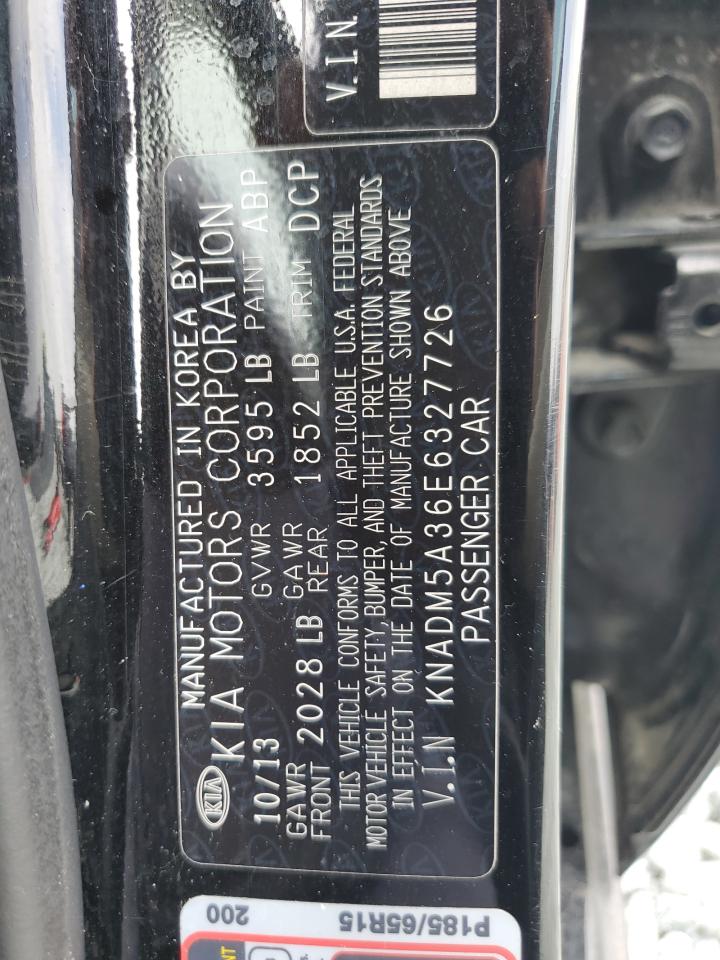 V.I.N.
MANUFACTURED IN KOREA BY
KIA KIA MOTORS CORPORATION
10/13 GVWR 3595 LB PAINT ABP
GAWR FRONT 2028 LB GAWR REAR 1852 LB TRIM DCP
THIS VEHICLE CONFORMS TO ALL APPLICABLE U.S.A. FEDERAL
MOTOR VEHICLE SAFETY, BUMPER, AND THEFT PREVENTION STANDARDS
IN EFFECT ON THE DATE OF MANUFACTURE SHOWN ABOVE
V.I.N KNADM5A36E6327726
PASSENGER CAR
200
P185/65R15